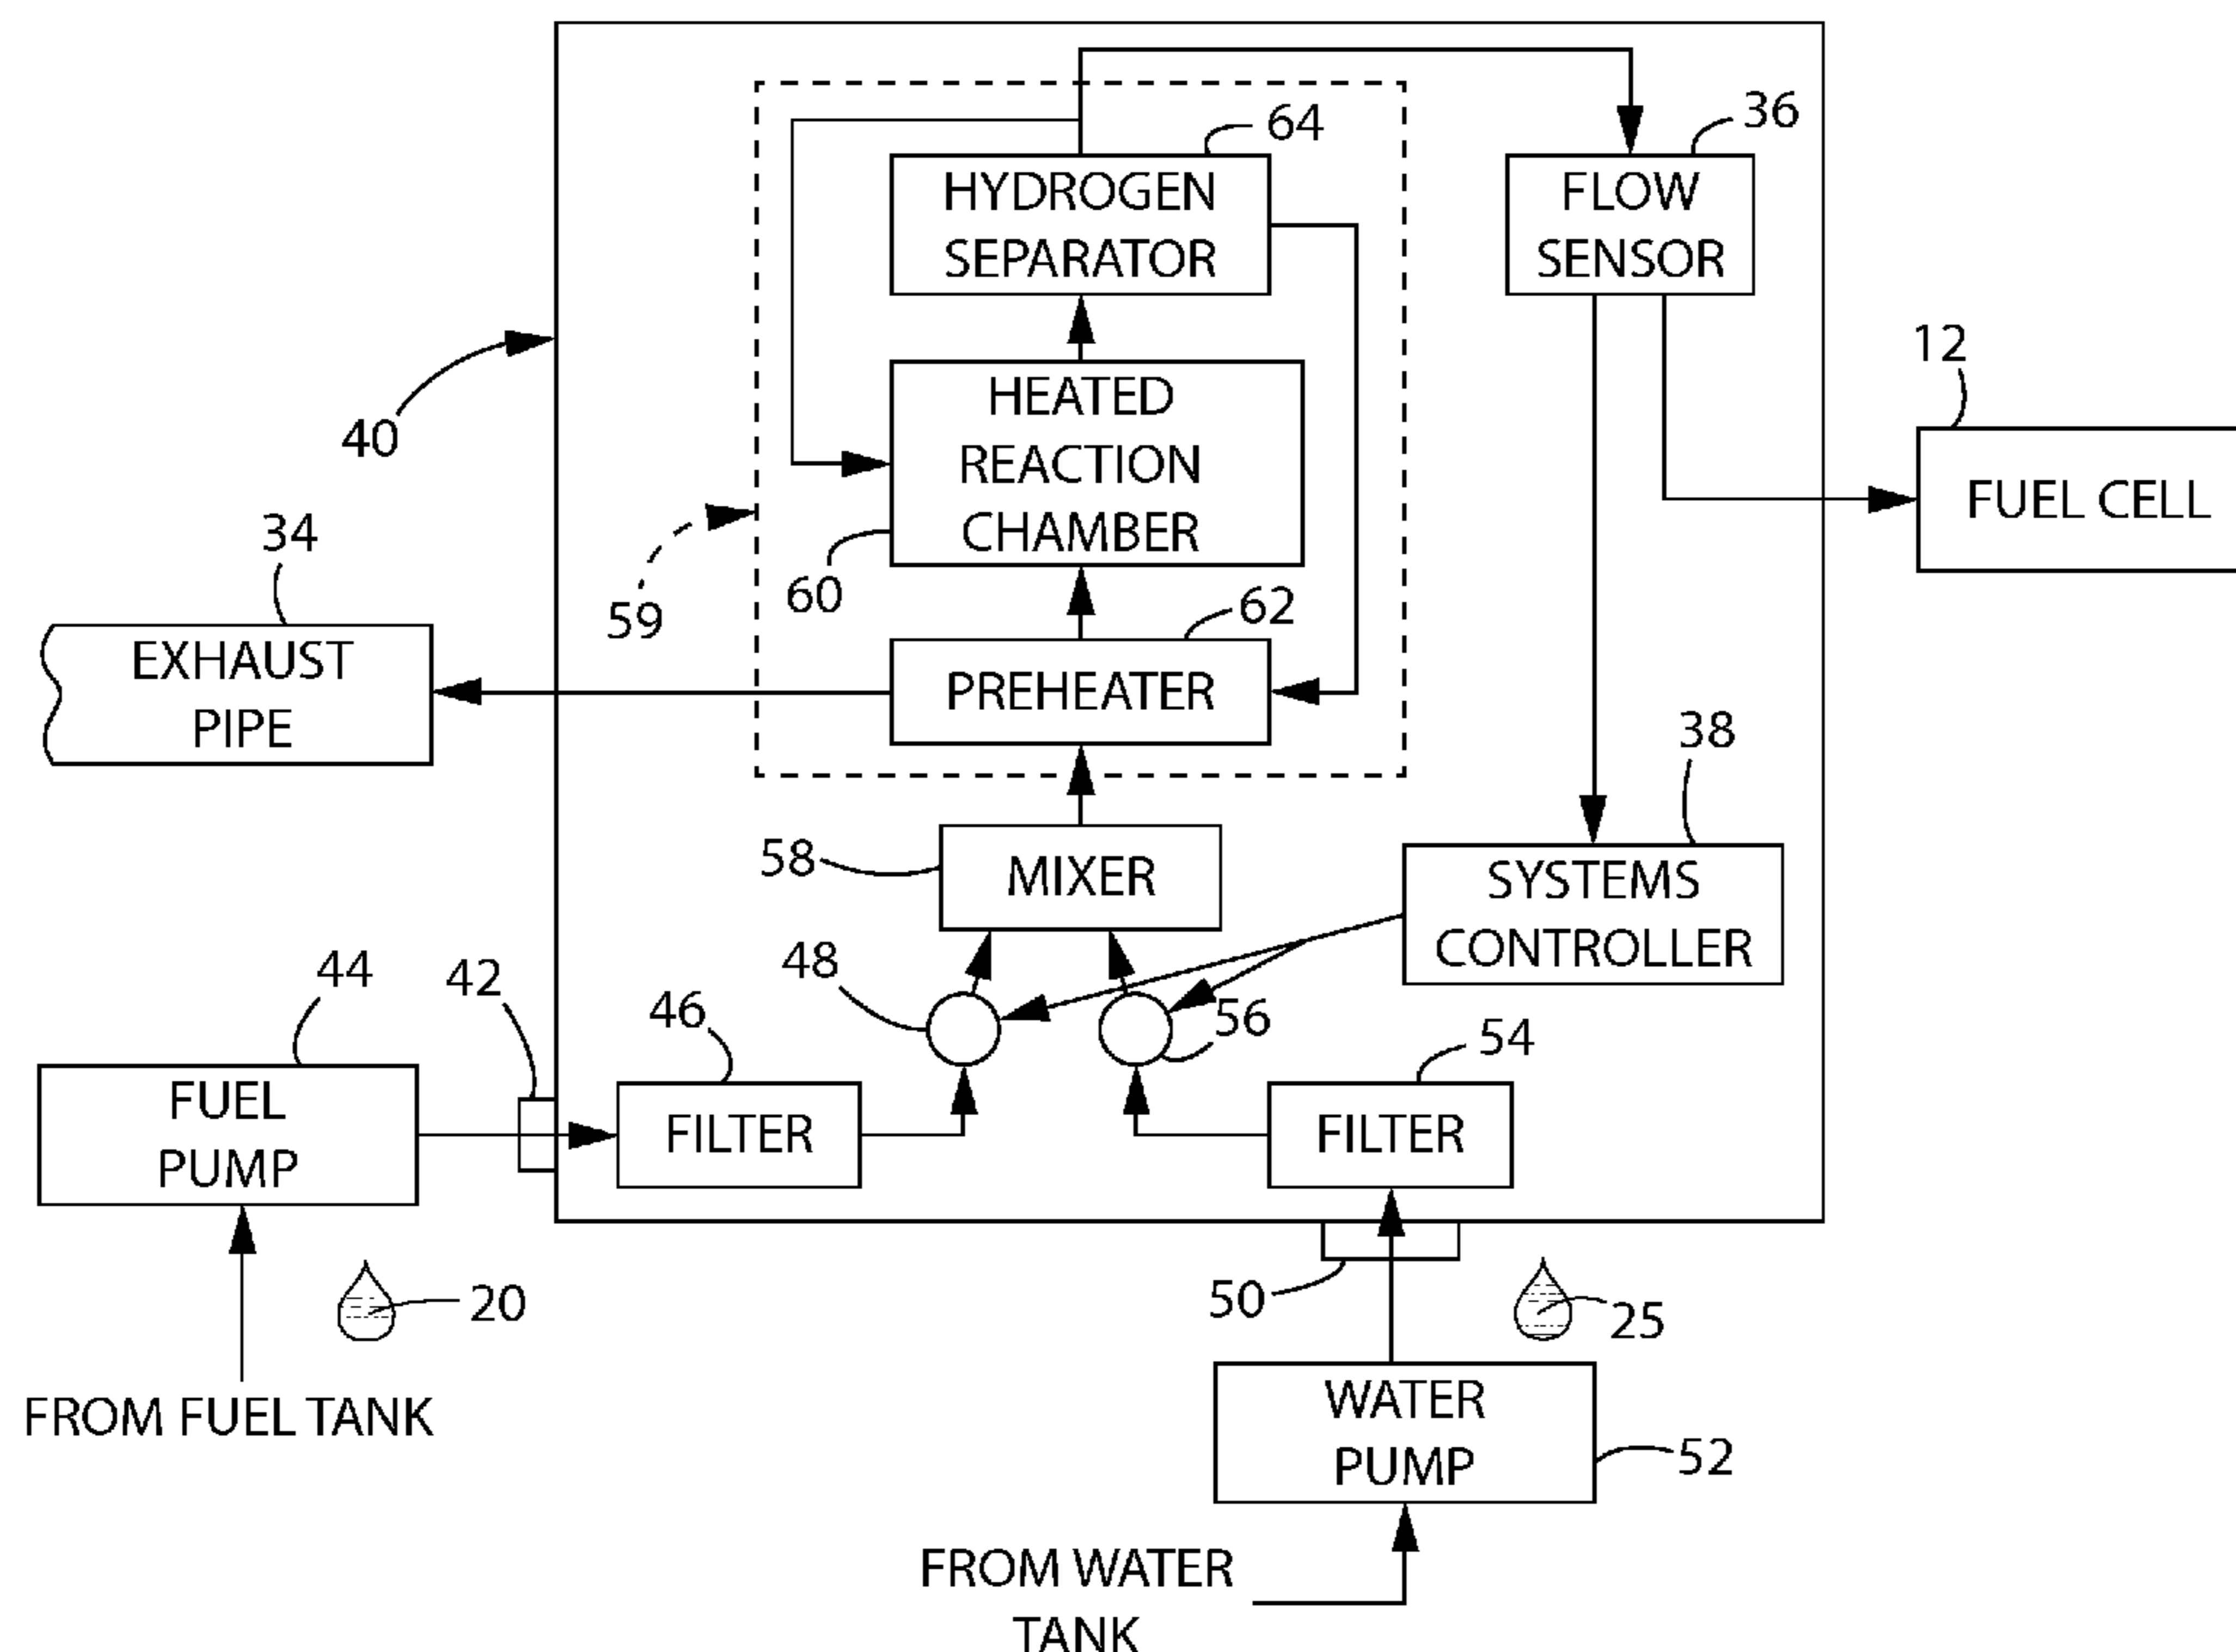 64
36
HYDROGEN
SEPARATOR
FLOW
SENSOR
12
40
HEATED
REACTION
CHAMBER
FUEL CELL
34
59
60
62
EXHAUST
PIPE
PREHEATER
38
58
MIXER
SYSTEMS
CONTROLLER
44
42
48
46
56
54
FUEL
PUMP
FILTER
FILTER
20
50
25
FROM FUEL TANK
WATER
PUMP
52
FROM WATER
TANK